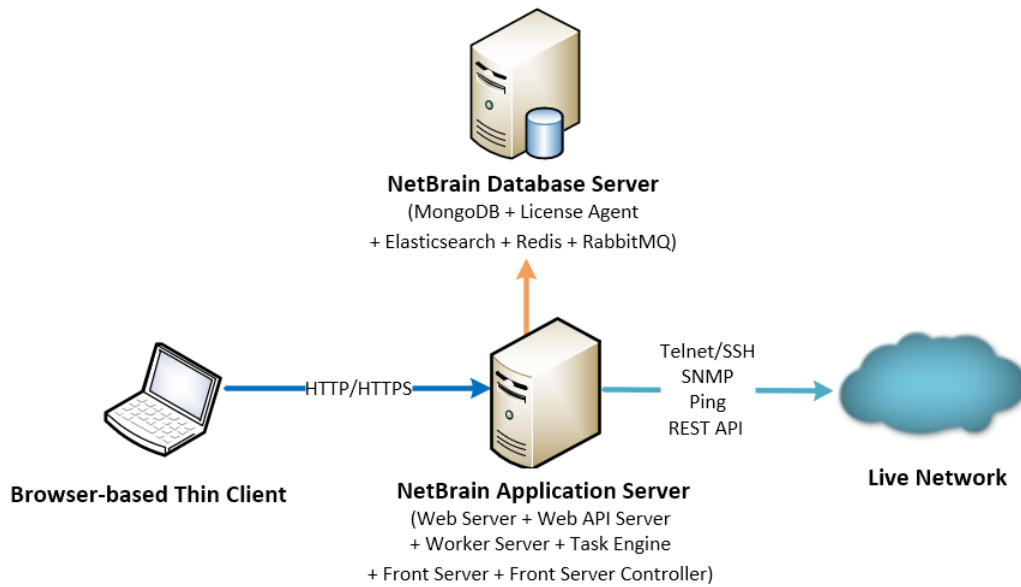 NetBrain Database Server
(MongoDB + License Agent
+ Elasticsearch + Redis + RabbitMQ)
HTTP/HTTPS
Telnet/SSH
SNMP
Ping
REST API
Browser-based Thin Client
NetBrain Application Server
(Web Server + Web API Server
+ Worker Server + Task Engine
+ Front Server + Front Server Controller)
Live Network